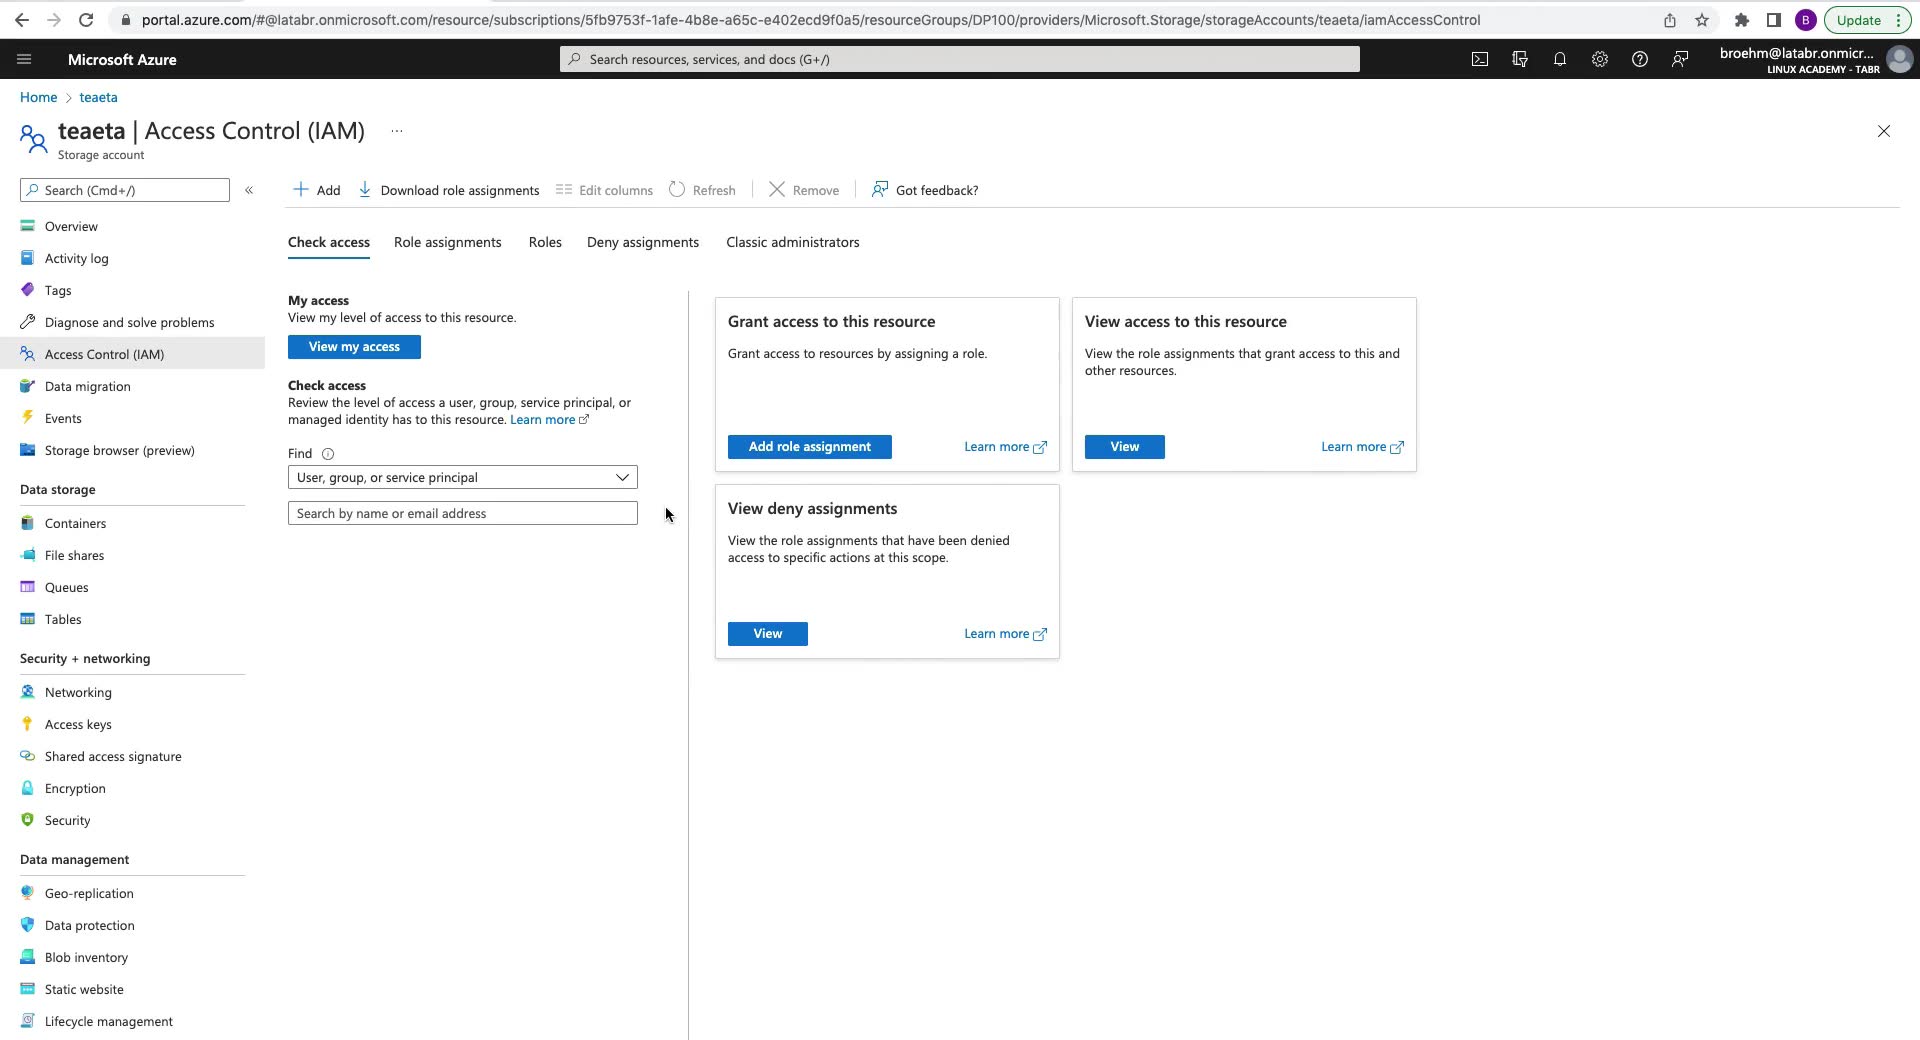 portal.azure.com/#@latabr.onmicrosoft.com/resource/subscriptions/5fb9753f-1afe-4b8e-a65c-e402ecd9f0a5/resourceGroups/DP100/providers/Microsoft.Storage/storageAccounts/teaeta/iamAccessControl
B
Update
Microsoft Azure
Search resources, services, and docs (G+/)
broehm@latabr.onmicr...
LINUX ACADEMY - TABR
Home > teaeta
teaeta | Access Control (IAM) ...
Storage account
Search (Cmd+/)
«
Add
Download role assignments
Edit columns
Refresh
Remove
Got feedback?
Overview
Activity log
Tags
Diagnose and solve problems
Access Control (IAM)
Data migration
Events
Storage browser (preview)
Data storage
Containers
File shares
Queues
Tables
Security + networking
Networking
Access keys
Shared access signature
Encryption
Security
Data management
Geo-replication
Data protection
Blob inventory
Static website
Lifecycle management
Check access
Role assignments
Roles
Deny assignments
Classic administrators
My access
View my level of access to this resource.
View my access
Check access
Review the level of access a user, group, service principal, or
managed identity has to this resource. Learn more
Find
User, group, or service principal
Search by name or email address
Grant access to this resource
Grant access to resources by assigning a role.
Add role assignment
Learn more
View access to this resource
View the role assignments that grant access to this and
other resources.
View
Learn more
View deny assignments
View the role assignments that have been denied
access to specific actions at this scope.
View
Learn more